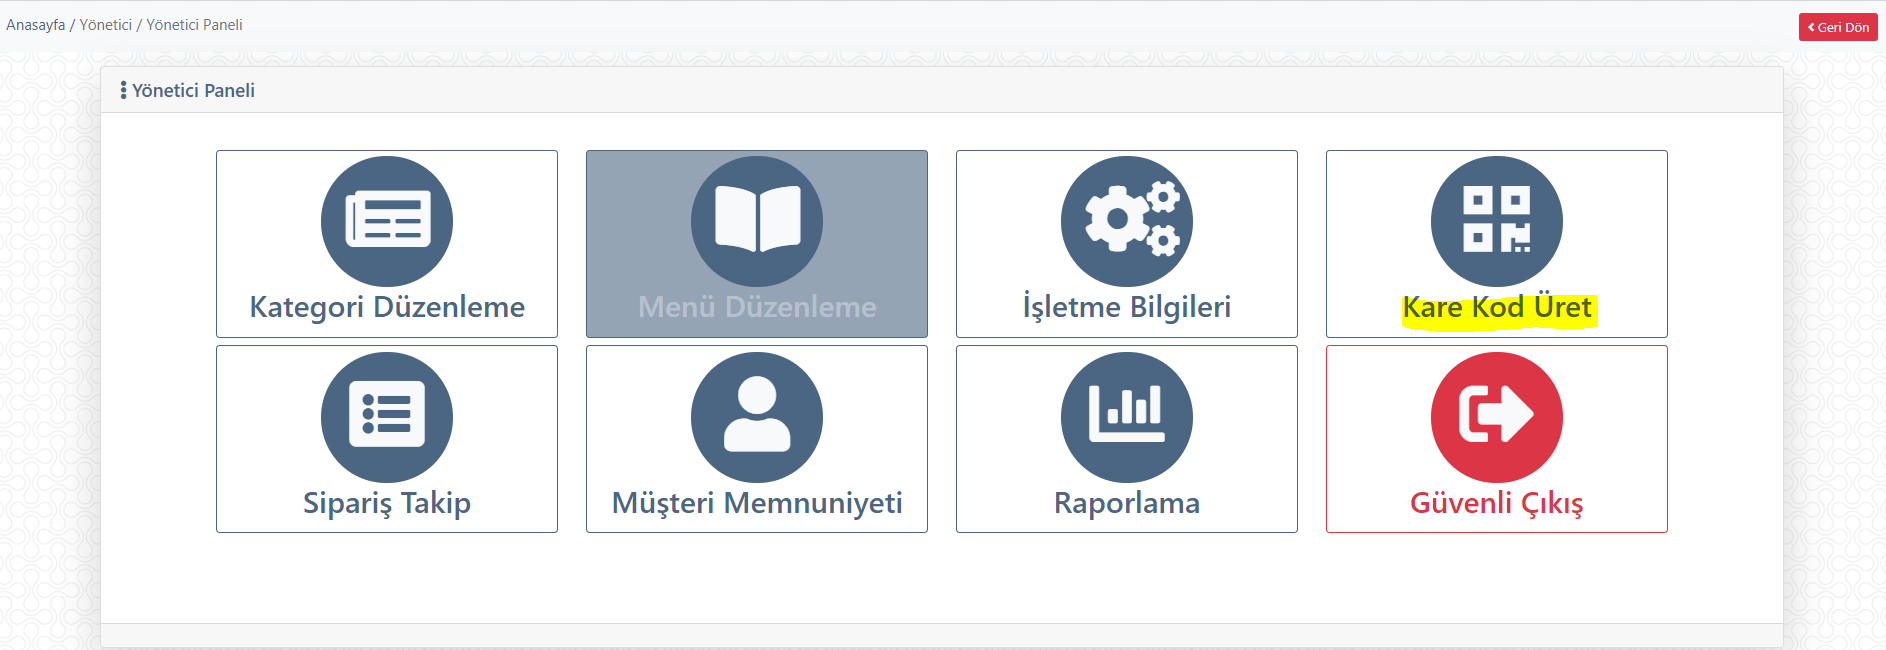 Anasayfa / Yönetici / Yönetici Paneli
Geri Dön
Yönetici Paneli
Kategori Düzenleme
Menü Düzenleme
İşletme Bilgileri
Kare Kod Üret
Sipariş Takip
Müşteri Memnuniyeti
Raporlama
Güvenli Çıkış